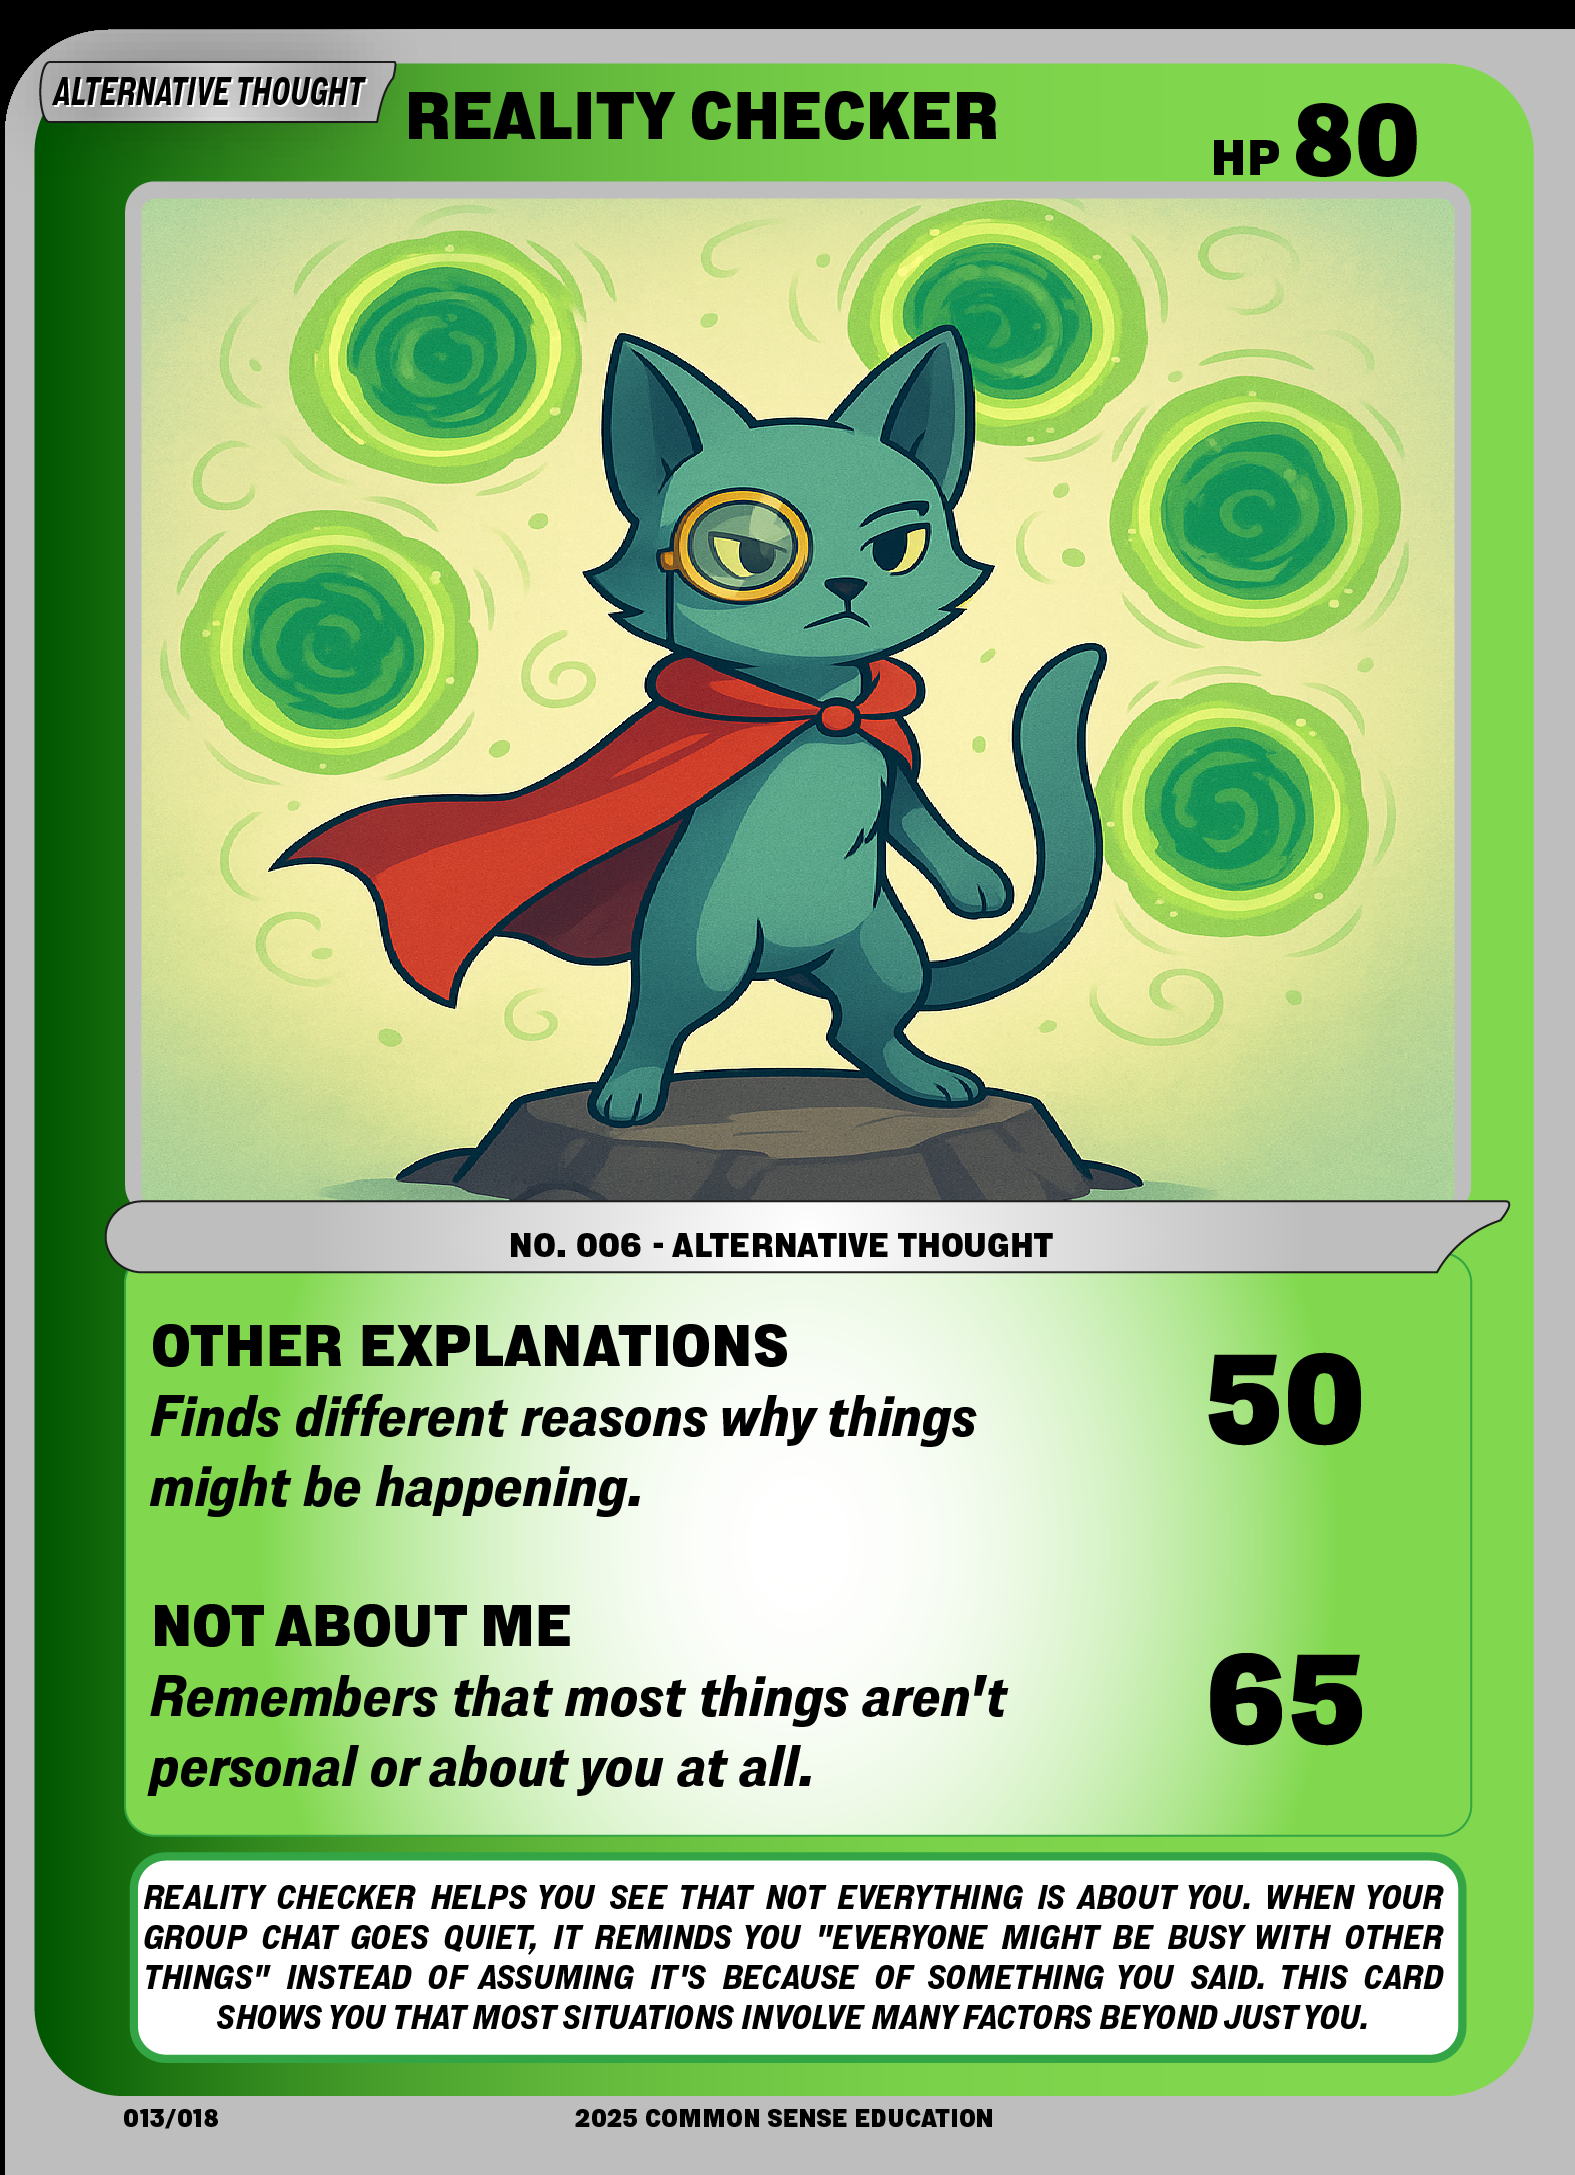 ALTERNATIVE THOUGHT
REALITY CHECKER
HP 80
NO. 006 - ALTERNATIVE THOUGHT
OTHER EXPLANATIONS
50
Finds different reasons why things
might be happening.
NOT ABOUT ME
65
Remembers that most things aren't
personal or about you at all.
REALITY CHECKER HELPS YOU SEE THAT NOT EVERYTHING IS ABOUT YOU. WHEN YOUR
GROUP CHAT GOES QUIET, IT REMINDS YOU "EVERYONE MIGHT BE BUSY WITH OTHER
THINGS" INSTEAD OF ASSUMING IT'S BECAUSE OF SOMETHING YOU SAID. THIS CARD
SHOWS YOU THAT MOST SITUATIONS INVOLVE MANY FACTORS BEYOND JUST YOU.
013/018
2025 COMMON SENSE EDUCATION